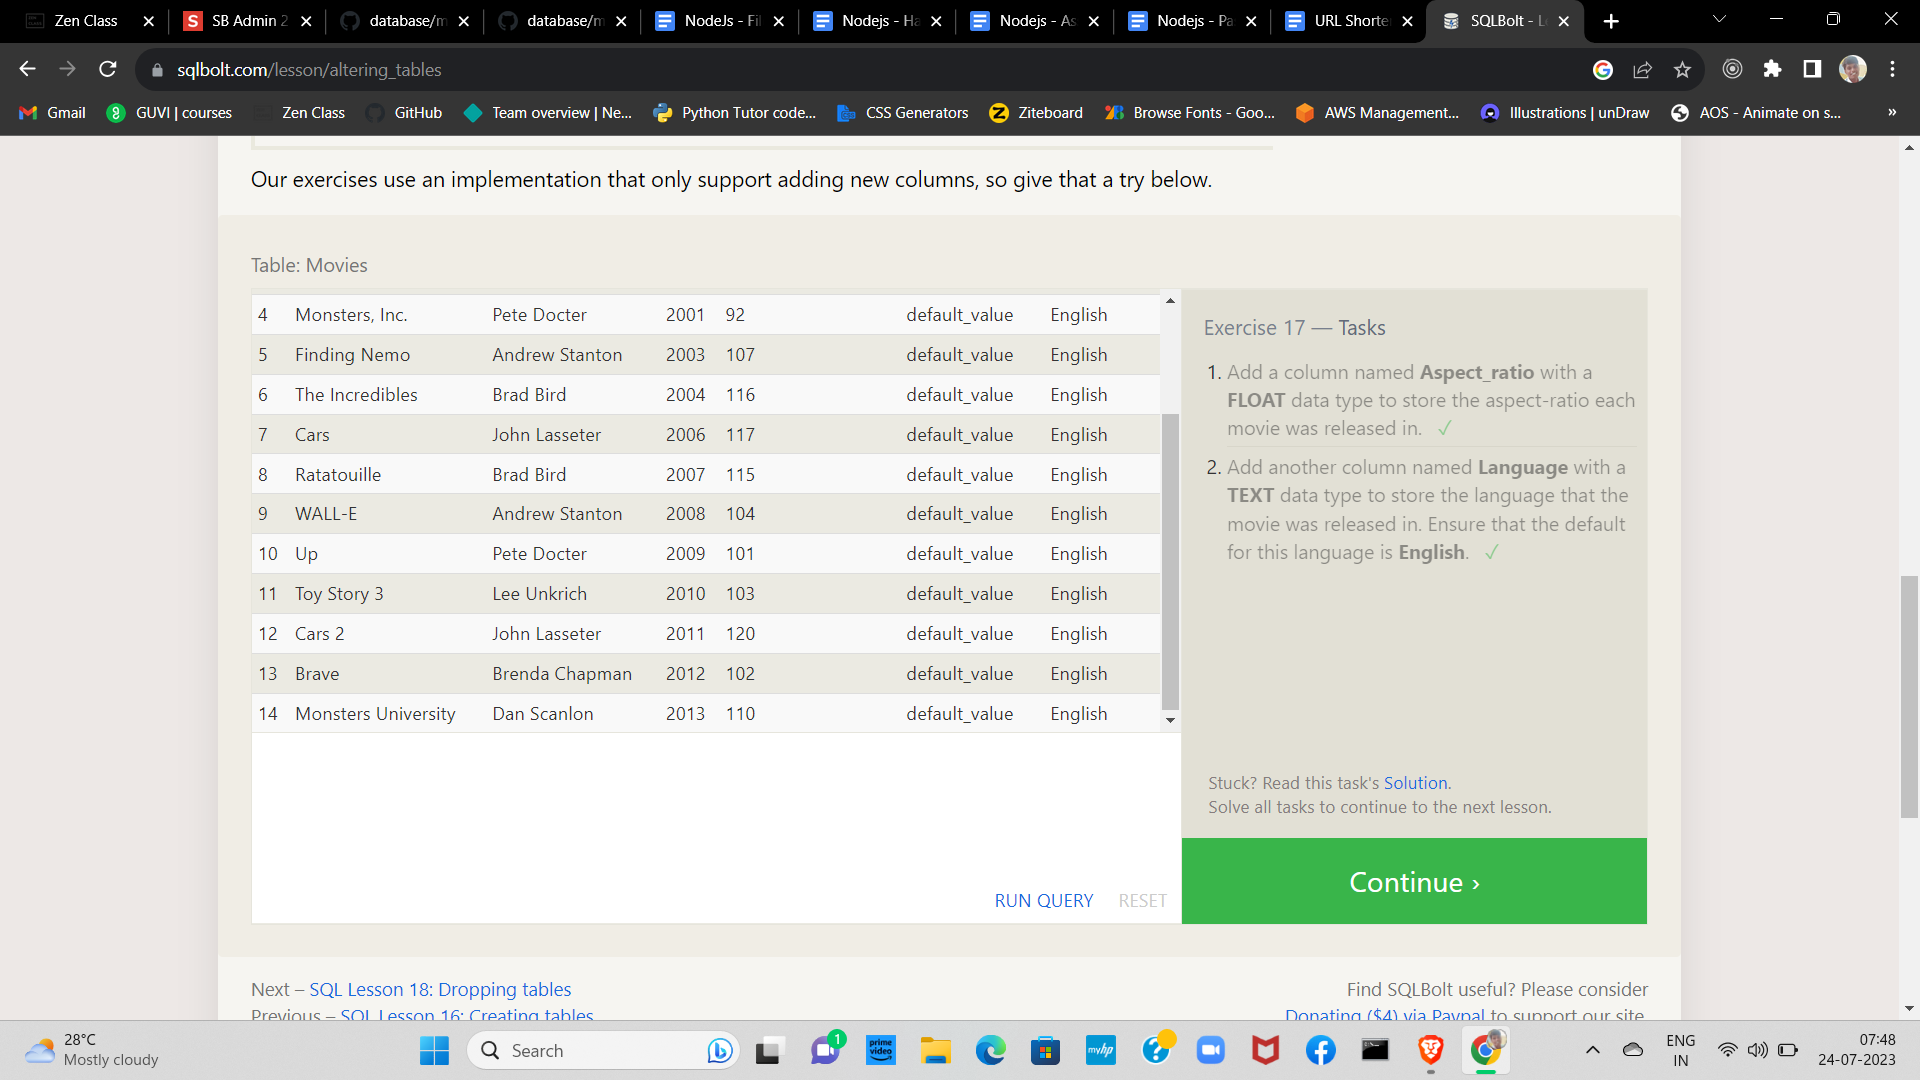 Zen Class
SB Admin 2
database/m
database/m
NodeJs - Fil
Nodejs - Ha
Nodejs - As
Nodejs - Pa
URL Shorte
SQLBolt - Le
sqlbolt.com/lesson/altering_tables
Gmail
GUVI | courses
Zen Class
GitHub
Team overview | Ne...
Python Tutor code...
CSS Generators
Ziteboard
Browse Fonts - Goo...
AWS Management...
Illustrations | unDraw
AOS - Animate on s...
»
Our exercises use an implementation that only support adding new columns, so give that a try below.
Table: Movies
4 Monsters, Inc. Pete Docter 2001 92 default_value English
5 Finding Nemo Andrew Stanton 2003 107 default_value English
6 The Incredibles Brad Bird 2004 116 default_value English
7 Cars John Lasseter 2006 117 default_value English
8 Ratatouille Brad Bird 2007 115 default_value English
9 WALL-E Andrew Stanton 2008 104 default_value English
10 Up Pete Docter 2009 101 default_value English
11 Toy Story 3 Lee Unkrich 2010 103 default_value English
12 Cars 2 John Lasseter 2011 120 default_value English
13 Brave Brenda Chapman 2012 102 default_value English
14 Monsters University Dan Scanlon 2013 110 default_value English
RUN QUERY RESET
Exercise 17 — Tasks
1. Add a column named Aspect_ratio with a
FLOAT data type to store the aspect-ratio each
movie was released in. ✓
2. Add another column named Language with a
TEXT data type to store the language that the
movie was released in. Ensure that the default
for this language is English. ✓
Stuck? Read this task's Solution.
Solve all tasks to continue to the next lesson.
Continue ›
Next – SQL Lesson 18: Dropping tables
Previous – SQL Lesson 16: Creating tables
Find SQLBolt useful? Please consider
Donating ($4) via Paypal to support our site.
28°C
Mostly cloudy
Search
1
prime
video
myhp
ENG
IN
07:48
24-07-2023